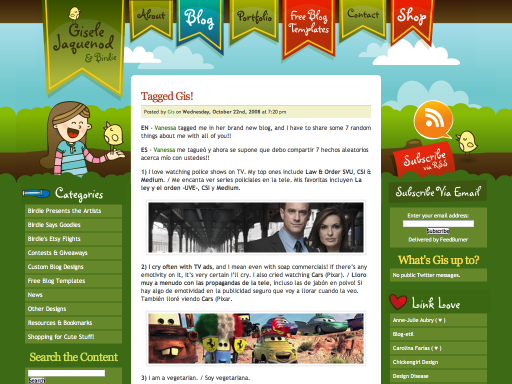 Gisele
Jaquenod
& Birdie
About
Blog
Portfolio
Free Blog
Templates
Contact
Shop
Tagged Gis!
Posted by Gis on Wednesday, October 22nd, 2008 at 7:20 pm
EN - Vanessa tagged me in her brand new blog, and I have to share some 7 random
things about me with all of you!!
ES - Vanessa me tagueó y ahora se supone que debo compartir 7 hechos aleatorios
acerca mío con ustedes!!
1) I love watching police shows on TV. My top ones include Law & Order SVU, CSI &
Medium. / Me encanta ver series policiales en la tele. Mis favoritas incluyen La
ley y el orden -UVE-, CSI y Medium.
2) I cry often with TV ads, and I mean even with soap commercials! If there's any
emotivity on it, it's very certain I'll cry. I also cried watching Cars (Pixar). / Lloro
muy a menudo con las propagandas de la tele, incluso las de jabón en polvo! Si
hay algo de emotividad en la publicidad seguro que voy a llorar cuando la veo.
También lloré viendo Cars (Pixar.
3) I am a vegetarian. / Soy vegetariana.
Categories
Birdie Presents the Artists
Birdie Supplies
Birdie's Etsy Flights
Contests & Giveaways
Custom Blog Designs
Free Blog Templates
News
Other Designs
Resources & Bookmarks
Shopping for Cute Stuff!
Search the Content
Search
Subscribe
via RSS
Subscribe Via Email
Enter your email address:
Subscribe
Delivered by FeedBurner
What's Gis up to?
No public Twitter messages.
Link Love
Anne-Julie Aubry ( ♥ )
Blog-eti
Carolina Farías ( ♥ )
Chickengirl Design
Design Disease